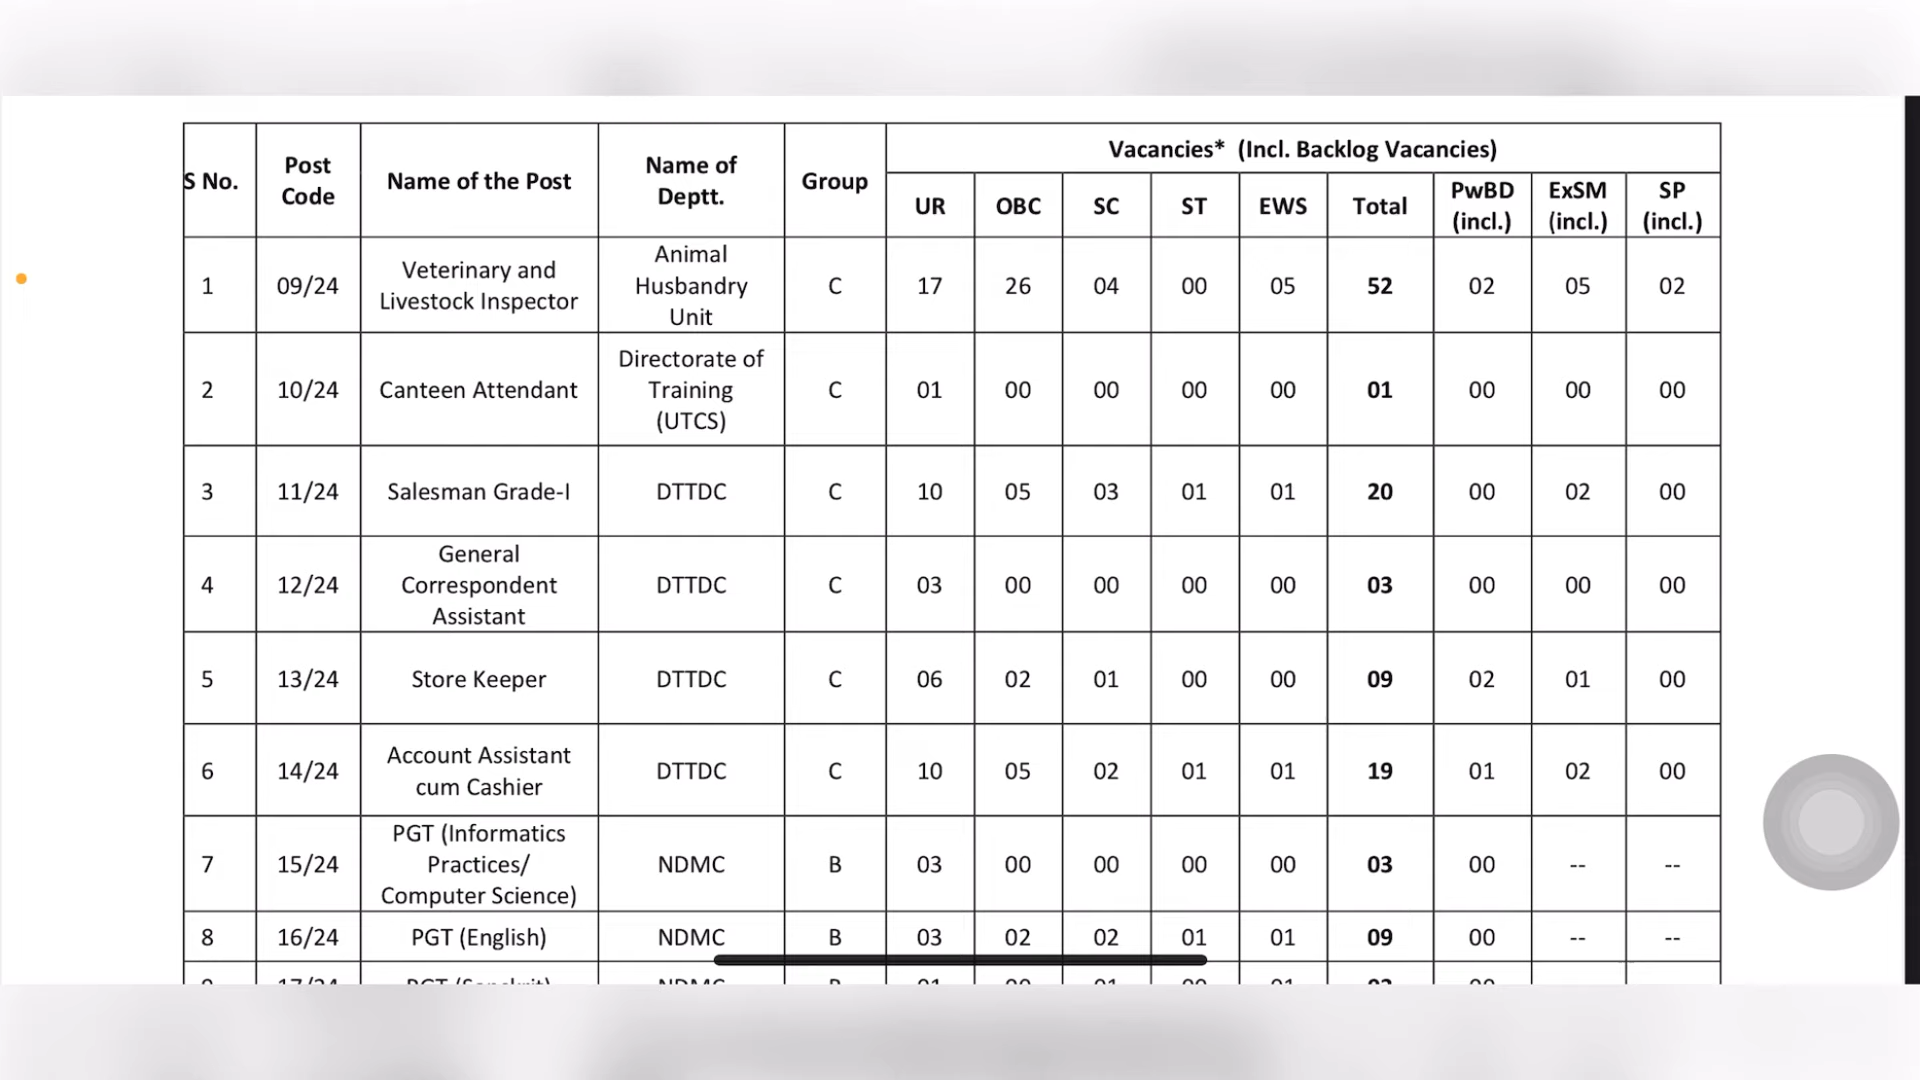 S No. Post Code Name of the Post Name of Deptt. Group Vacancies* (Incl. Backlog Vacancies)
UR OBC SC ST EWS Total PwBD (incl.) ExSM (incl.) SP (incl.)
1 09/24 Veterinary and Livestock Inspector Animal Husbandry Unit C 17 26 04 00 05 52 02 05 02
2 10/24 Canteen Attendant Directorate of Training (UTCS) C 01 00 00 00 00 01 00 00 00
3 11/24 Salesman Grade-I DTTDC C 10 05 03 01 01 20 00 02 00
4 12/24 General Correspondent Assistant DTTDC C 03 00 00 00 00 03 00 00 00
5 13/24 Store Keeper DTTDC C 06 02 01 00 00 09 02 01 00
6 14/24 Account Assistant cum Cashier DTTDC C 10 05 02 01 01 19 01 02 00
7 15/24 PGT (Informatics Practices/ Computer Science) NDMC B 03 00 00 00 00 03 00 -- --
8 16/24 PGT (English) NDMC B 03 02 02 01 01 09 00 -- --